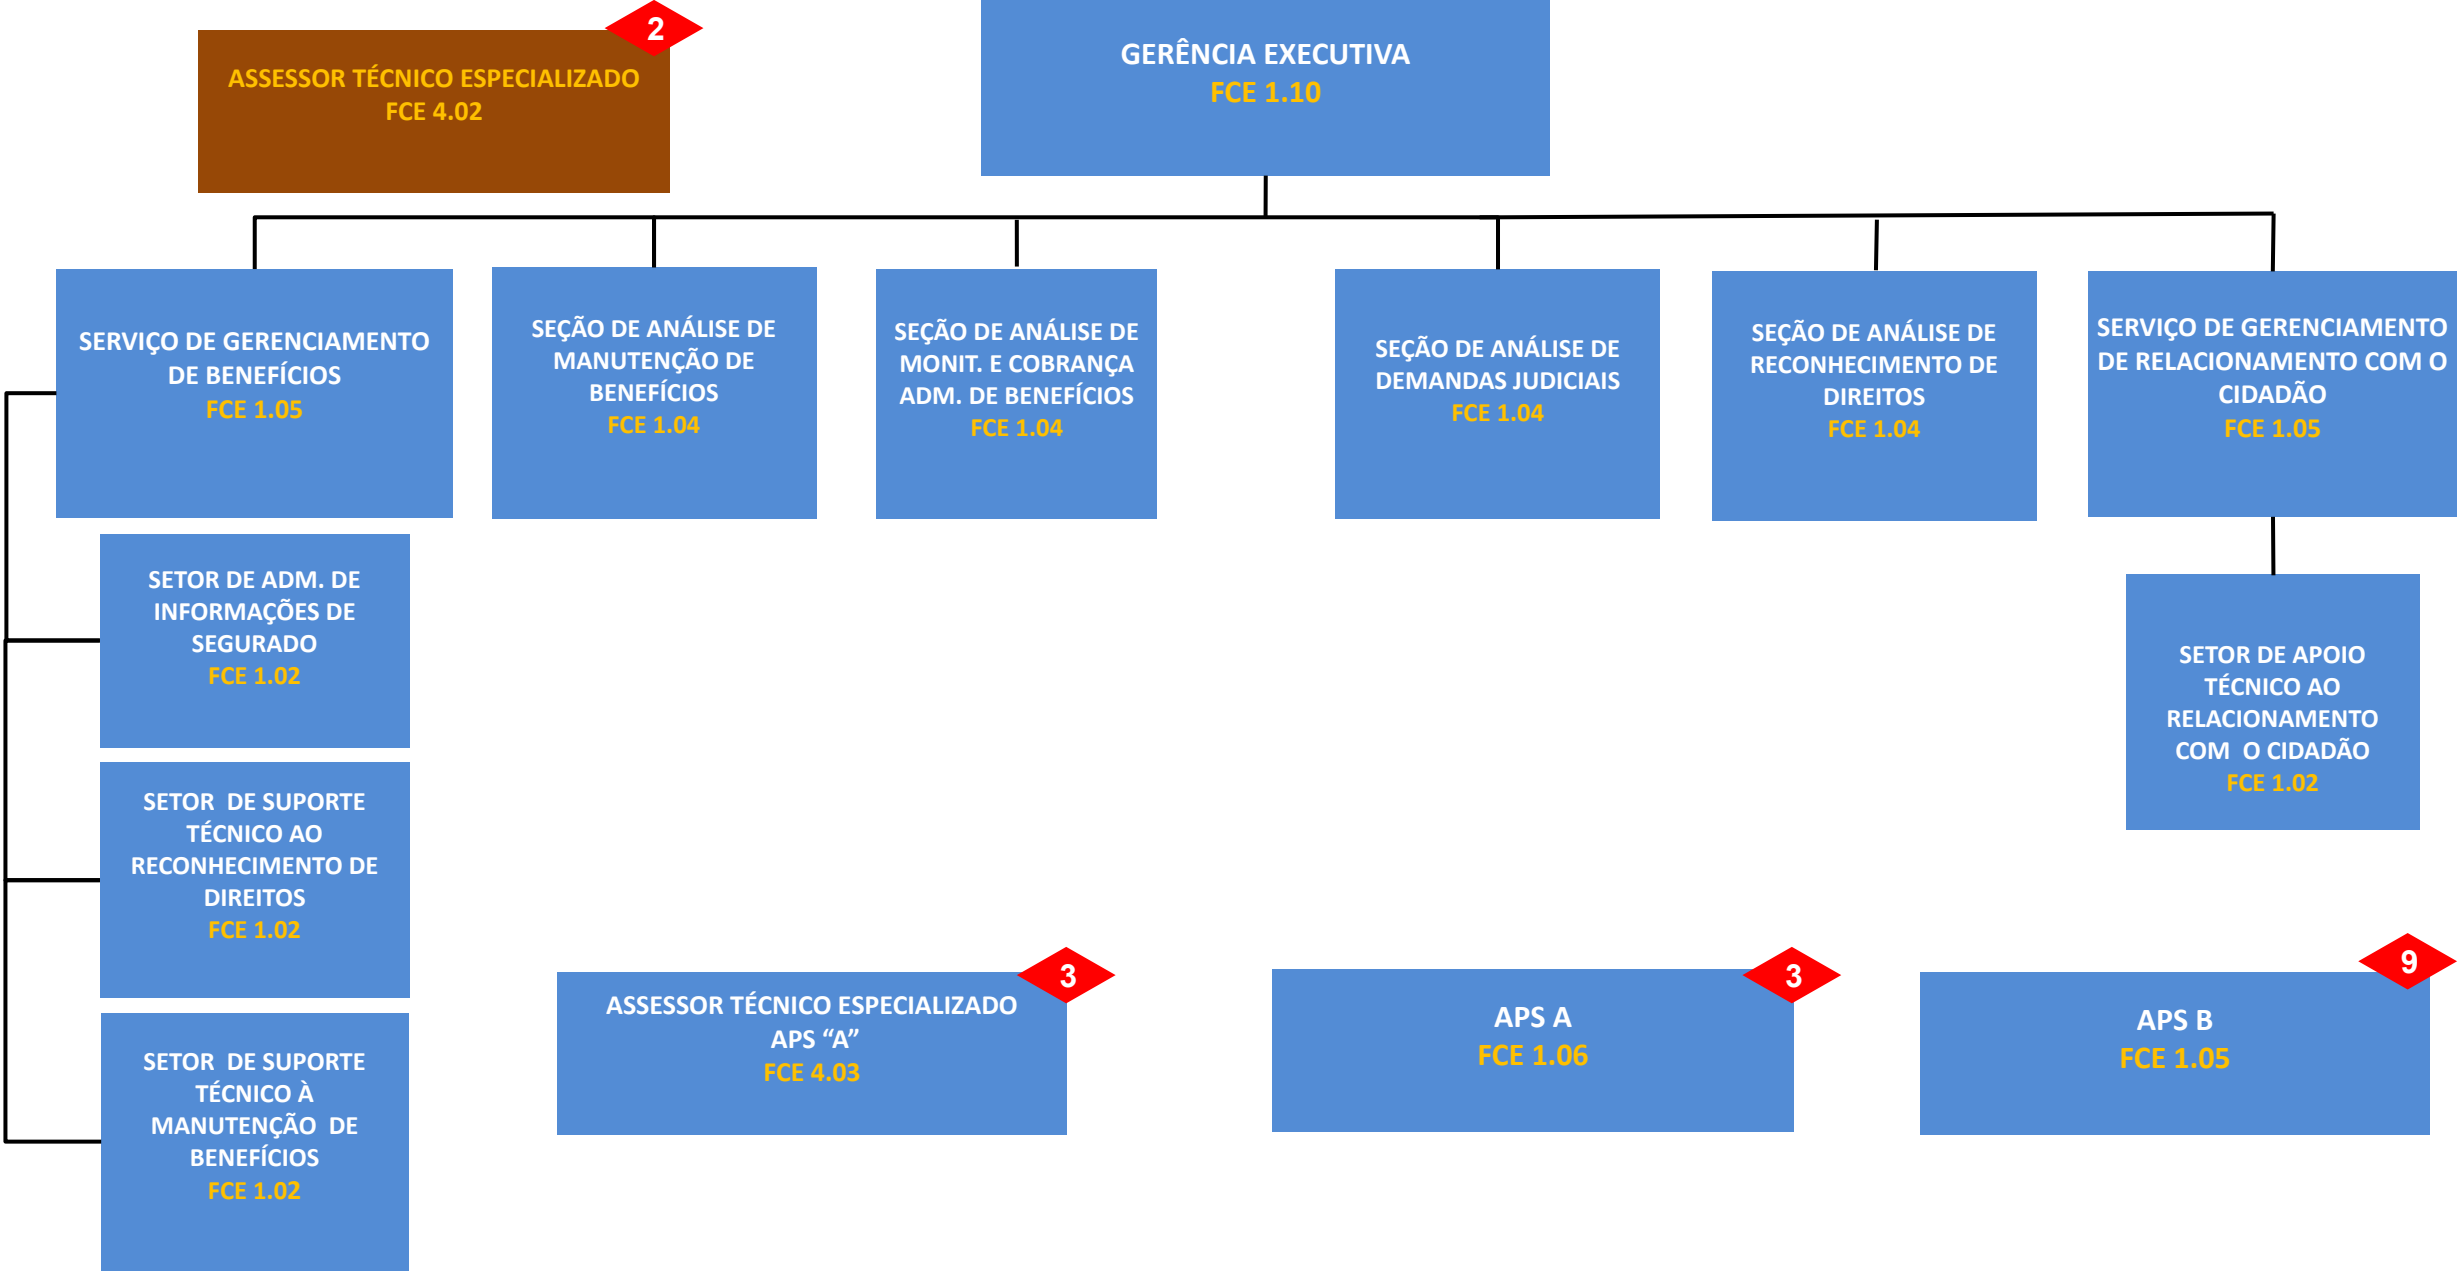 2
ASSESSOR TÉCNICO ESPECIALIZADO
FCE 4.02
GERÊNCIA EXECUTIVA
FCE 1.10
SERVIÇO DE GERENCIAMENTO
DE BENEFÍCIOS
FCE 1.05
SEÇÃO DE ANÁLISE DE
MANUTENÇÃO DE
BENEFÍCIOS
FCE 1.04
SEÇÃO DE ANÁLISE DE
MONIT. E COBRANÇA
ADM. DE BENEFÍCIOS
FCE 1.04
SEÇÃO DE ANÁLISE DE
DEMANDAS JUDICIAIS
FCE 1.04
SEÇÃO DE ANÁLISE DE
RECONHECIMENTO DE
DIREITOS
FCE 1.04
SERVIÇO DE GERENCIAMENTO
DE RELACIONAMENTO COM O
CIDADÃO
FCE 1.05
SETOR DE ADM. DE
INFORMAÇÕES DE
SEGURADO
FCE 1.02
SETOR DE APOIO
TÉCNICO AO
RELACIONAMENTO
COM O CIDADÃO
FCE 1.02
SETOR DE SUPORTE
TÉCNICO AO
RECONHECIMENTO DE
DIREITOS
FCE 1.02
SETOR DE SUPORTE
TÉCNICO À
MANUTENÇÃO DE
BENEFÍCIOS
FCE 1.02
3
ASSESSOR TÉCNICO ESPECIALIZADO
APS “A”
FCE 4.03
3
APS A
FCE 1.06
9
APS B
FCE 1.05